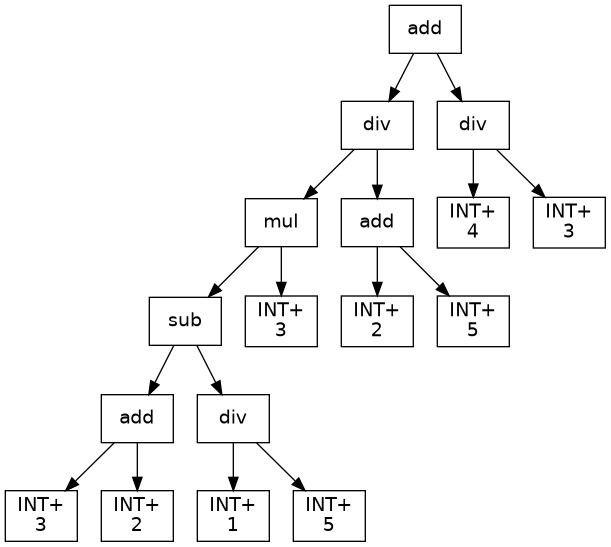 add
div
div
mul
add
INT+
4
INT+
3
sub
INT+
3
INT+
2
INT+
5
add
div
INT+
3
INT+
2
INT+
1
INT+
5